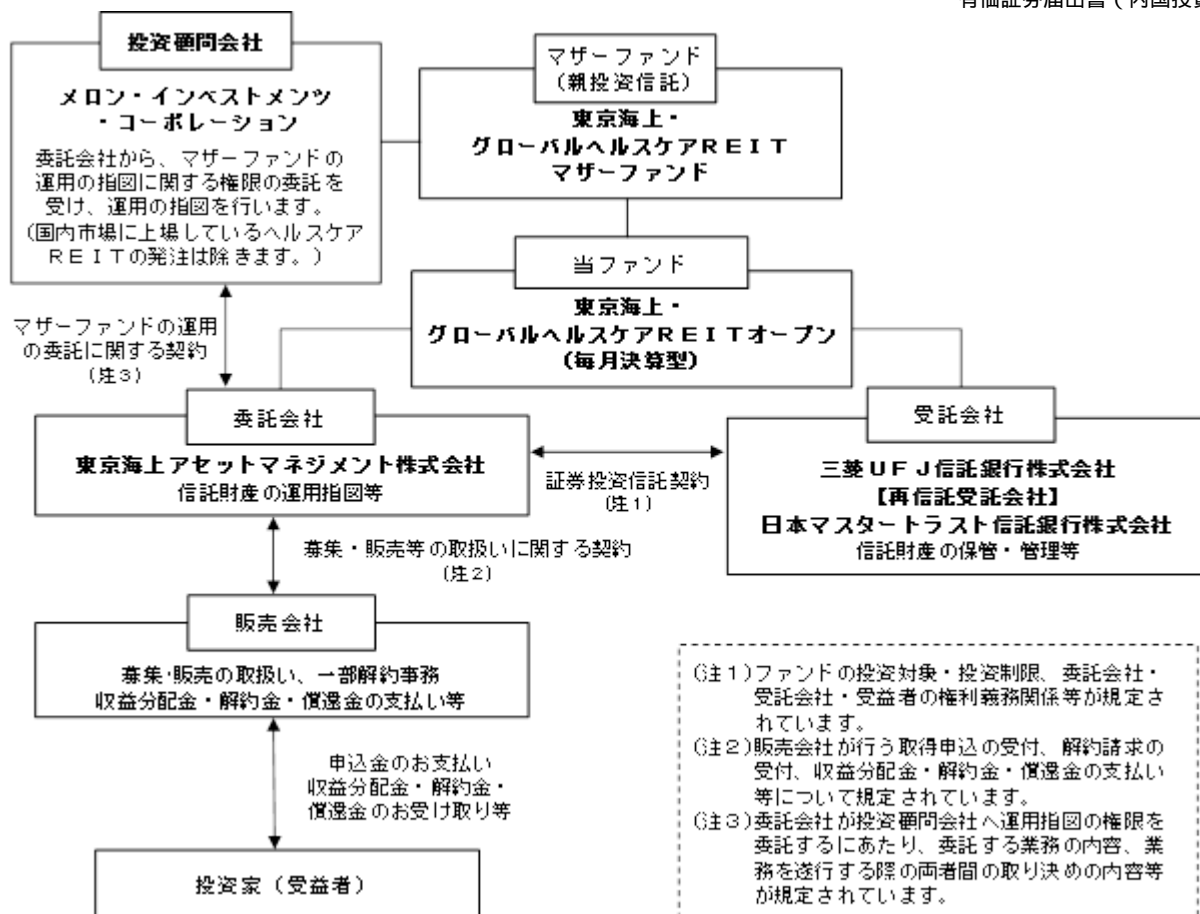 有価証券届出書(内国投資
投資顧問会社
メロン・インベストメンツ
・コーポレーション
委託会社から、マザーファンドの
運用の指図に関する権限の委託を
受け、運用の指図を行います。
(国内市場に上場しているヘルスケア
REITの発注は除きます。)
マザーファンド
(親投資信託)
東京海上・
グローバルヘルスケアREIT
マザーファンド
当ファンド
東京海上・
グローバルヘルスケアREITオープン
(毎月決算型)
マザーファンドの運用
の委託に関する契約
(注3)
委託会社
東京海上アセットマネジメント株式会社
信託財産の運用指図等
証券投資信託契約
(注1)
受託会社
三菱UFJ信託銀行株式会社
【再信託受託会社】
日本マスタートラスト信託銀行株式会社
信託財産の保管・管理等
募集・販売等の取扱いに関する契約
(注2)
販売会社
募集・販売の取扱い、一部解約事務
収益分配金・解約金・償還金の支払い等
申込金のお支払い
収益分配金・解約金・
償還金のお受け取り等
投資家(受益者)
(注1)ファンドの投資対象・投資制限、委託会社・
受託会社・受益者の権利義務関係等が規定さ
れています。
(注2)販売会社が行う取得申込の受付、解約請求の
受付、収益分配金・解約金・償還金の支払い
等について規定されています。
(注3)委託会社が投資顧問会社へ運用指図の権限を
委託するにあたり、委託する業務の内容、業
務を遂行する際の両者間の取り決めの内容等
が規定されています。